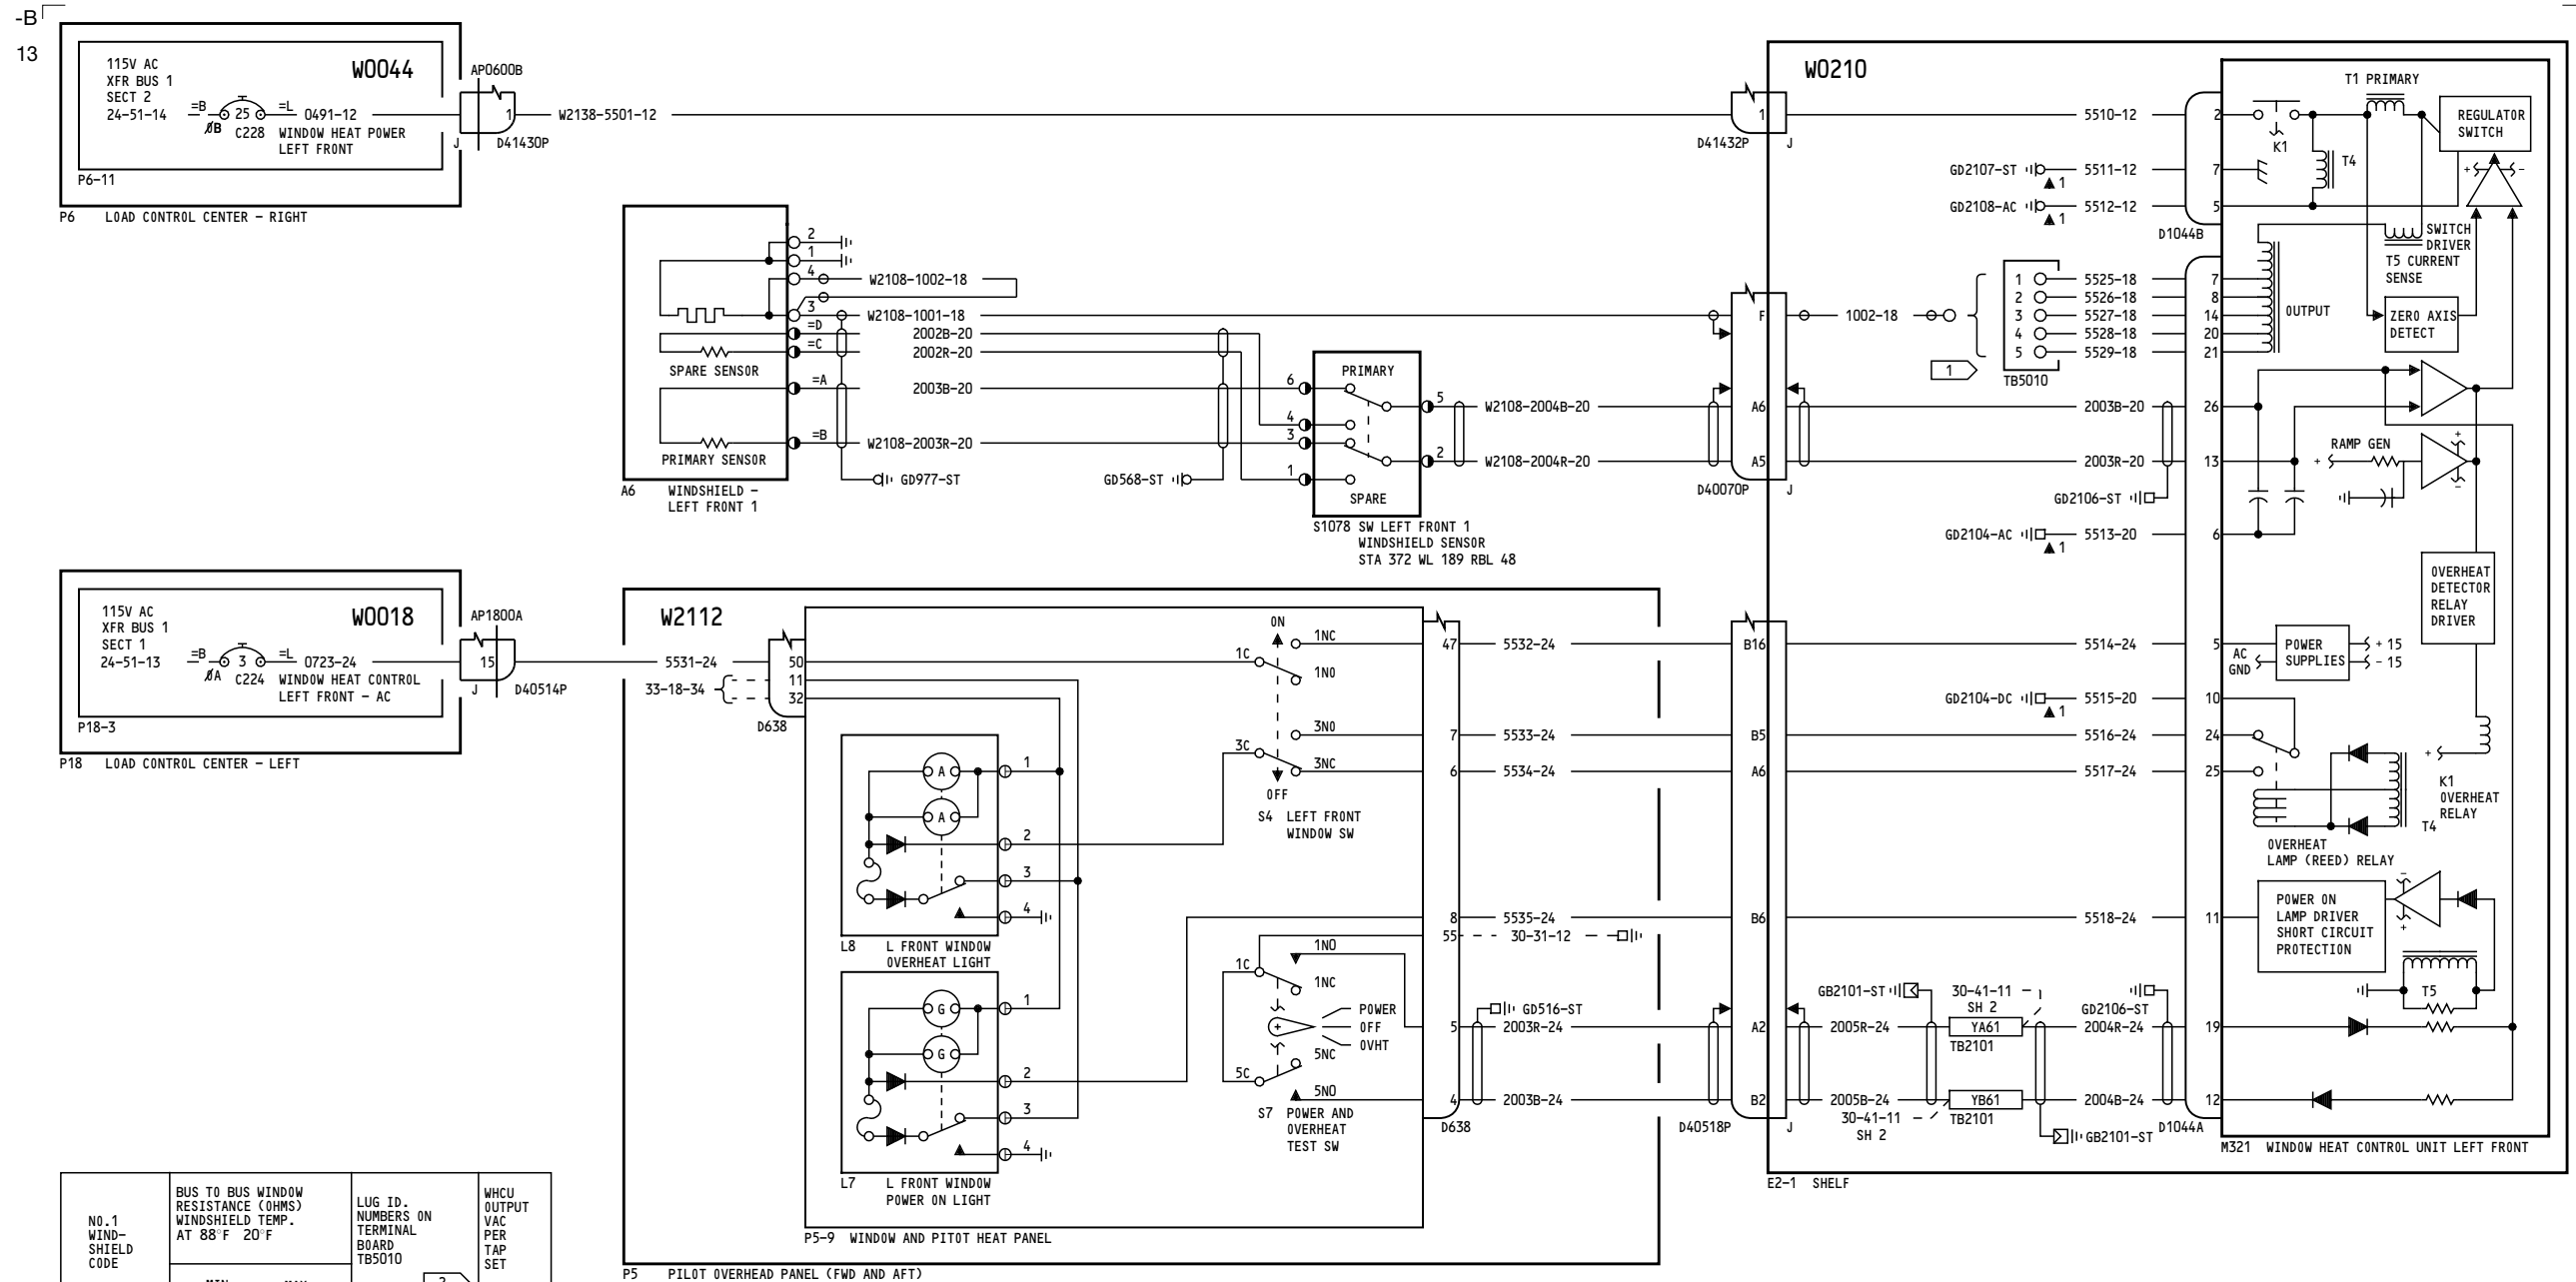 -B
13
115V AC
XFR BUS 1
SECT 2
24-51-14
W0044
=B
ØB
25
C228
=L
0491-12
WINDOW HEAT POWER
LEFT FRONT
P6-11
P6 LOAD CONTROL CENTER - RIGHT
AP0600B
1
J
D41430P
W2138-5501-12
1
D41432P
J
A6 WINDSHIELD -
LEFT FRONT 1
2
1
4
3
=D
=C
=A
=B
SPARE SENSOR
PRIMARY SENSOR
W2108-1002-18
W2108-1001-18
2002B-20
2002R-20
2003B-20
W2108-2003R-20
GD977-ST
GD568-ST
PRIMARY
6
4
3
1
5
2
SPARE
S1078 SW LEFT FRONT 1
WINDSHIELD SENSOR
STA 372 WL 189 RBL 48
W2108-2004B-20
W2108-2004R-20
F
A6
A5
D40070P
J
115V AC
XFR BUS 1
SECT 1
24-51-13
W0018
=B
ØA
3
C224
=L
0723-24
WINDOW HEAT CONTROL
LEFT FRONT - AC
P18-3
P18 LOAD CONTROL CENTER - LEFT
AP1800A
15
J
D40514P
W2112
5531-24
33-18-34
50
11
32
D638
A
A
1
2
3
4
L8 L FRONT WINDOW
OVERHEAT LIGHT
G
G
1
2
3
4
L7 L FRONT WINDOW
POWER ON LIGHT
ON
1C
1NC
1NO
3NO
3C
3NC
OFF
S4 LEFT FRONT
WINDOW SW
1NO
1C
1NC
+
POWER
OFF
OVHT
5NC
5C
5NO
S7 POWER AND
OVERHEAT
TEST SW
47
7
6
8
55
5
4
D638
5532-24
5533-24
5534-24
5535-24
30-31-12
GD516-ST
2003R-24
2003B-24
P5-9 WINDOW AND PITOT HEAT PANEL
P5 PILOT OVERHEAD PANEL (FWD AND AFT)
B16
B5
A6
B6
A2
B2
D40518P
J
W0210
5510-12
GD2107-ST
1
5511-12
GD2108-AC
1
5512-12
2
7
5
D1044B
1002-18
1
1
2
3
4
5
TB5010
5525-18
5526-18
5527-18
5528-18
5529-18
7
8
14
20
21
2003B-20
26
2003R-20
13
GD2106-ST
GD2104-AC
1
5513-20
6
5514-24
5
GD2104-DC
1
5515-20
10
5516-24
24
5517-24
25
5518-24
11
GB2101-ST
30-41-11
SH 2
GD2106-ST
2005R-24
YA61
TB2101
2004R-24
19
2005B-24
YB61
TB2101
2004B-24
12
30-41-11
SH 2
GB2101-ST
D1044A
T1 PRIMARY
REGULATOR
SWITCH
K1
T4
+
-
SWITCH
DRIVER
T5 CURRENT
SENSE
OUTPUT
ZERO AXIS
DETECT
RAMP GEN
+
+
-
OVERHEAT
DETECTOR
RELAY
DRIVER
POWER
SUPPLIES
+ 15
- 15
AC
GND
+
K1
OVERHEAT
RELAY
T4
OVERHEAT
LAMP (REED) RELAY
POWER ON
LAMP DRIVER
SHORT CIRCUIT
PROTECTION
-
+
T5
M321 WINDOW HEAT CONTROL UNIT LEFT FRONT
E2-1 SHELF
NO.1
WIND-
SHIELD
CODE
BUS TO BUS WINDOW
RESISTANCE (OHMS)
WINDSHIELD TEMP.
AT 88°F 20°F
LUG ID.
NUMBERS ON
TERMINAL
BOARD
TB5010
WHCU
OUTPUT
VAC
PER
TAP
SET